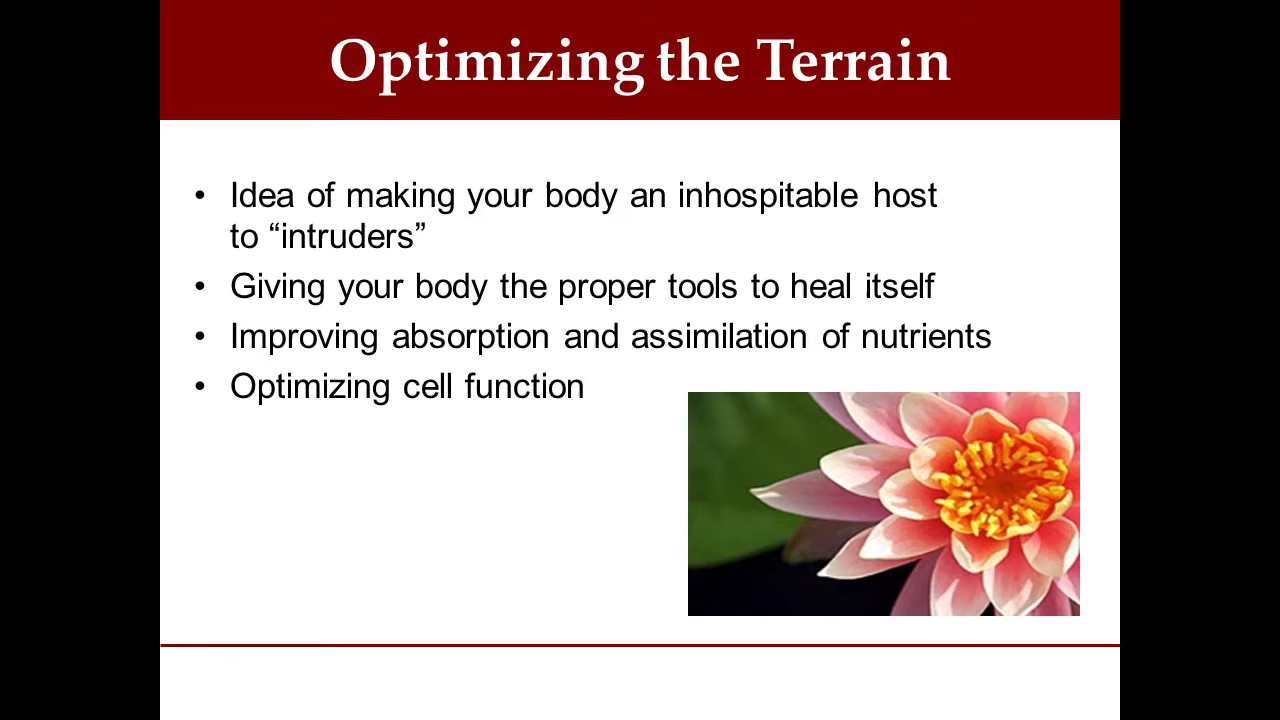 Optimizing the Terrain
• Idea of making your body an inhospitable host
to “intruders”
• Giving your body the proper tools to heal itself
• Improving absorption and assimilation of nutrients
• Optimizing cell function